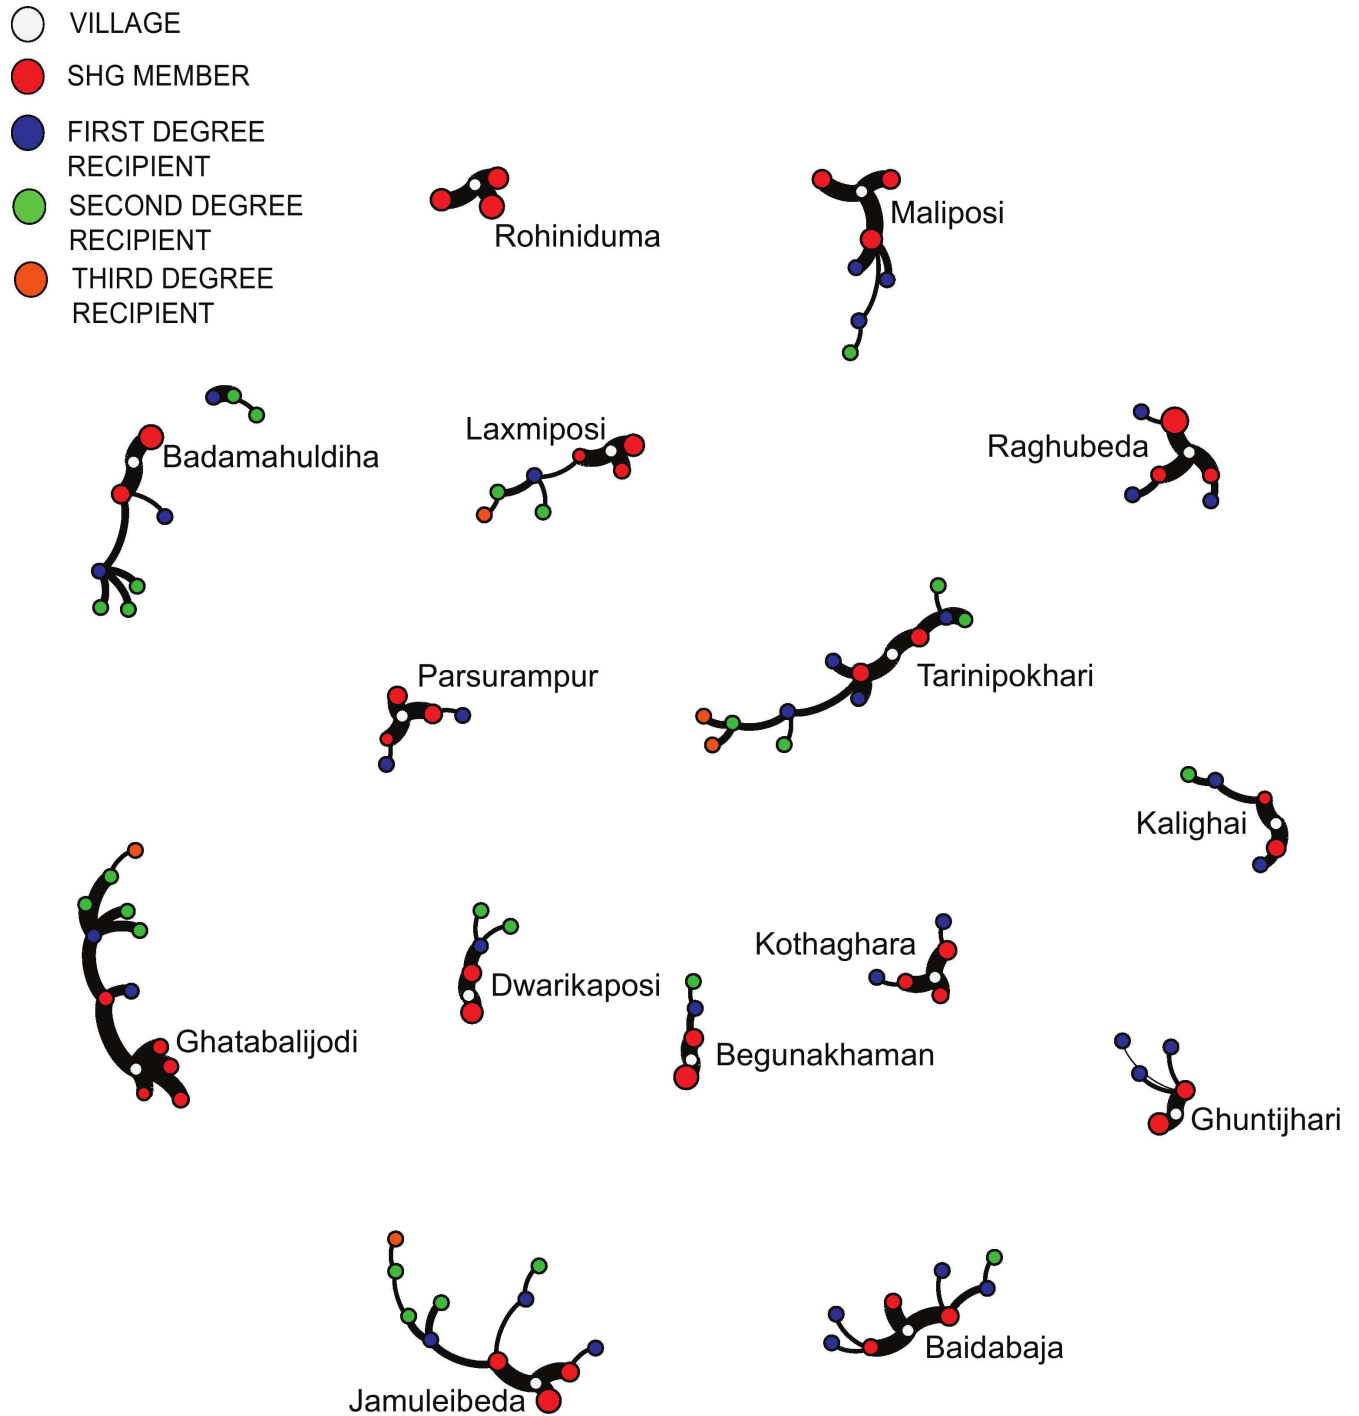 VILLAGE
SHG MEMBER
FIRST DEGREE
RECIPIENT
SECOND DEGREE
RECIPIENT
THIRD DEGREE
RECIPIENT
Rohiniduma
Maliposi
Badamahuldiha
Laxmiposi
Raghubeda
Parsurampur
Tarinipokhari
Kalighai
Ghatabalijodi
Dwarikaposi
Kothaghara
Begunakhaman
Ghuntijhari
Jamuleibeda
Baidabaja